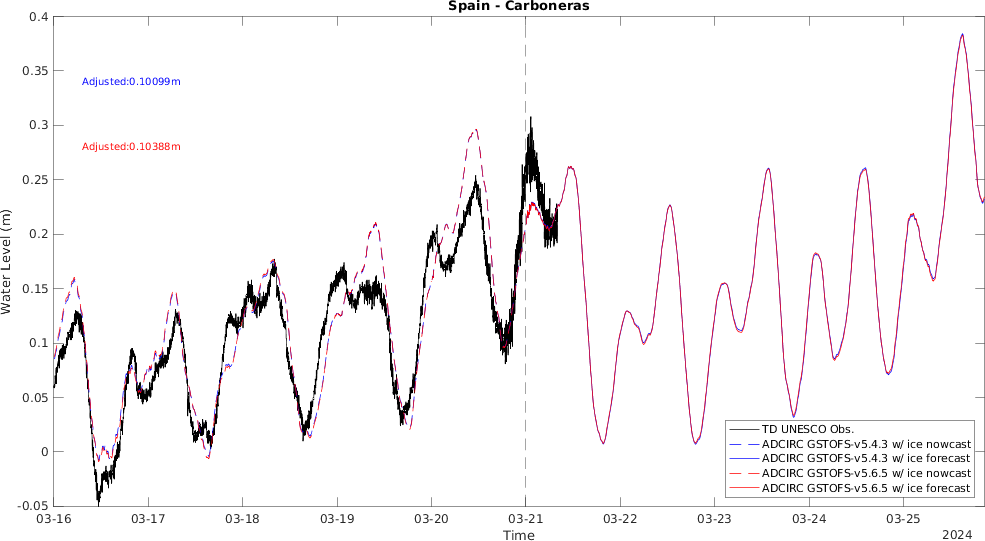 Spain - Carboneras
0.4
0.35
0.3
0.25
0.2
0.15
0.1
0.05
0
-0.05
Water Level (m)
Adjusted:0.10099m
Adjusted:0.10388m
TD UNESCO Obs.
ADCIRC GSTOFS-v5.4.3 w/ ice nowcast
ADCIRC GSTOFS-v5.4.3 w/ ice forecast
ADCIRC GSTOFS-v5.6.5 w/ ice nowcast
ADCIRC GSTOFS-v5.6.5 w/ ice forecast
03-16 03-17 03-18 03-19 03-20 03-21 03-22 03-23 03-24 03-25
Time
2024